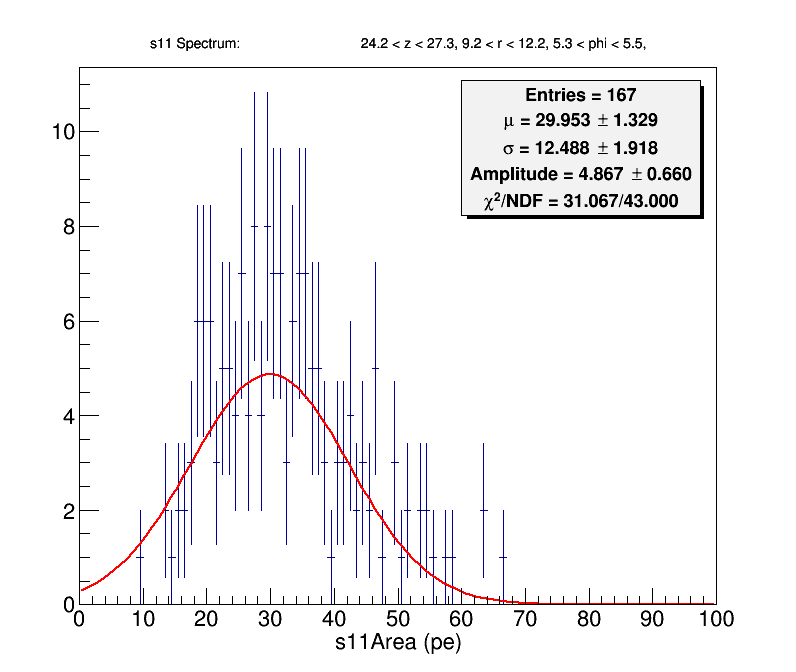 s11 Spectrum: 24.2 < z < 27.3, 9.2 < r < 12.2, 5.3 < phi < 5.5,
Entries = 167
μ = 29.953 ± 1.329
σ = 12.488 ± 1.918
Amplitude = 4.867 ± 0.660
χ²/NDF = 31.067/43.000
10
8
6
4
2
0
0 10 20 30 40 50 60 70 80 90 100
s11Area (pe)